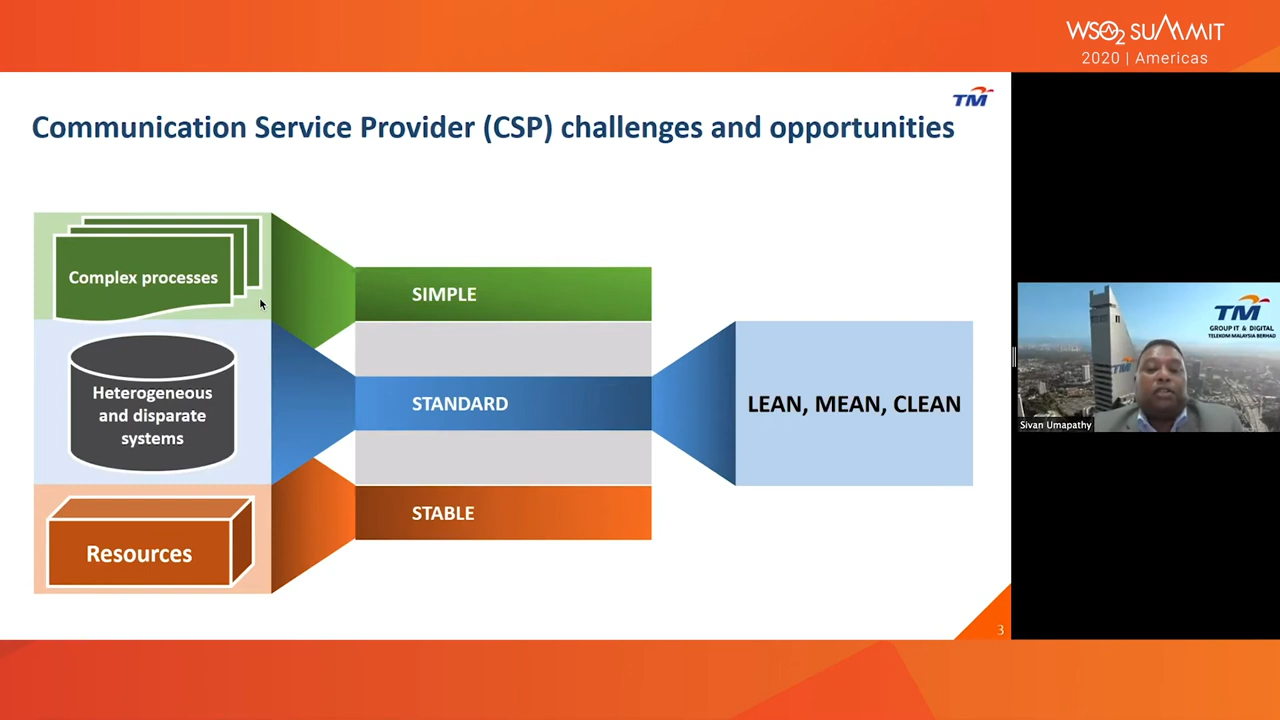 WSO2 SUMMIT
2020 | Americas
TM
Communication Service Provider (CSP) challenges and opportunities
Complex processes
SIMPLE
Heterogeneous
and disparate
systems
STANDARD
LEAN, MEAN, CLEAN
Resources
STABLE
3
TM
GROUP IT & DIGITAL
TELEKOM MALAYSIA BERHAD
TM
Sivan Umapathy